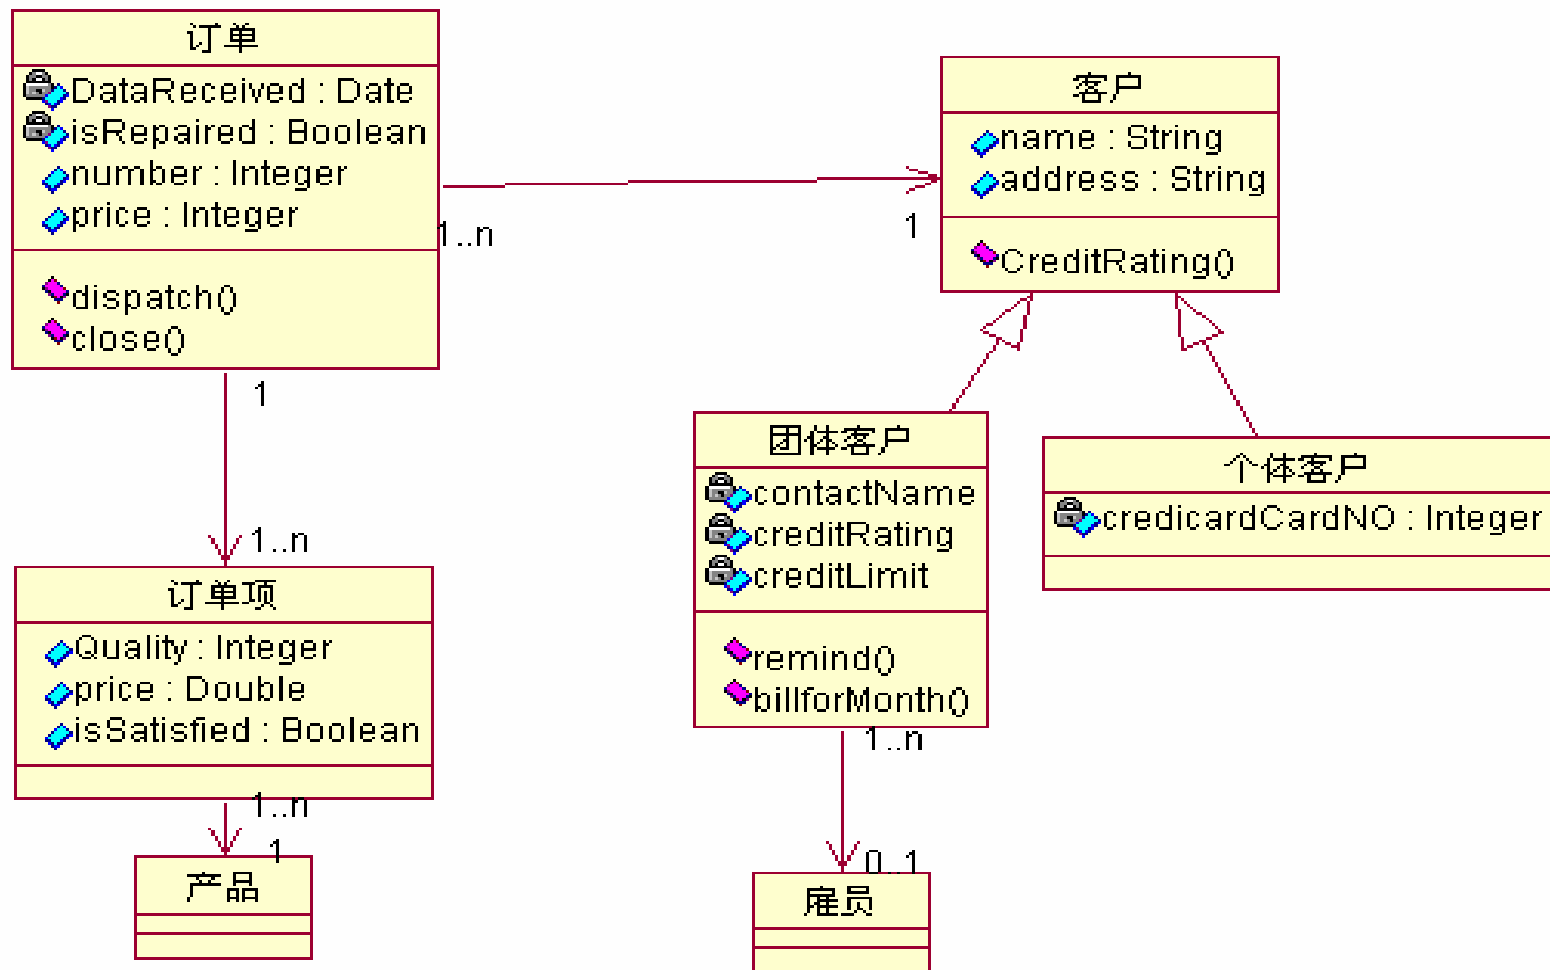 订单
DataReceived : Date
isRepaired : Boolean
number : Integer
price : Integer
dispatch()
close()
1..n
1
客户
name : String
address : String
CreditRating()
1
1..n
订单项
Quality : Integer
price : Double
isSatisfied : Boolean
1..n
1
产品
团体客户
contactName
creditRating
creditLimit
remind()
billforMonth()
1..n
0..1
雇员
个体客户
credicardCardNO : Integer